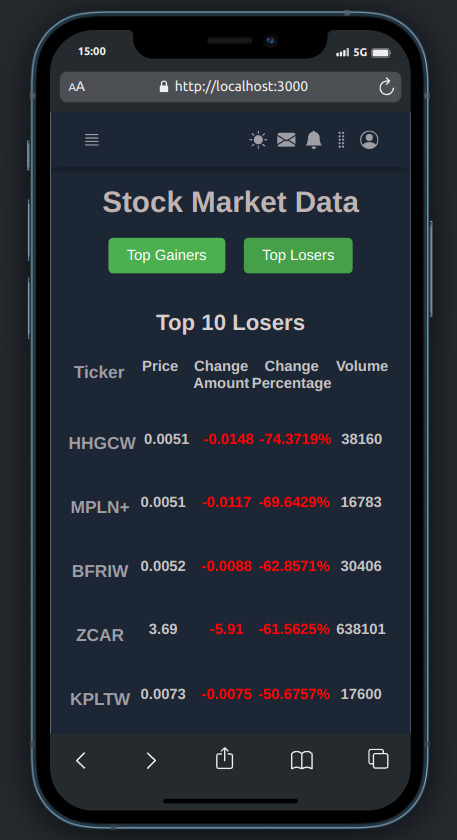 15:00 5G
AA http://localhost:3000
Stock Market Data
Top Gainers Top Losers
Top 10 Losers
Ticker Price Change Amount Change Percentage Volume
HHGCW 0.0051 -0.0148 -74.3719% 38160
MPLN+ 0.0051 -0.0117 -69.6429% 16783
BFRIW 0.0052 -0.0088 -62.8571% 30406
ZCAR 3.69 -5.91 -61.5625% 638101
KPLTW 0.0073 -0.0075 -50.6757% 17600